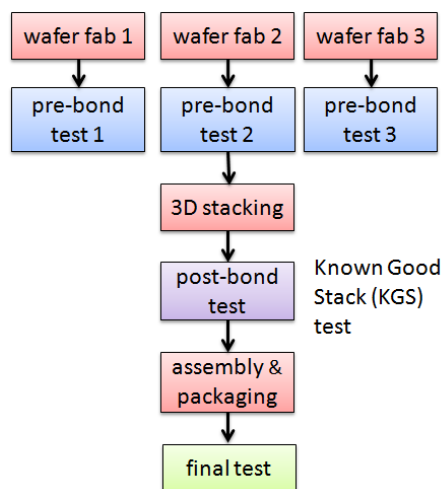 wafer fab 1
wafer fab 2
wafer fab 3
pre-bond
test 1
pre-bond
test 2
pre-bond
test 3
3D stacking
post-bond
test
Known Good
Stack (KGS)
test
assembly &
packaging
final test